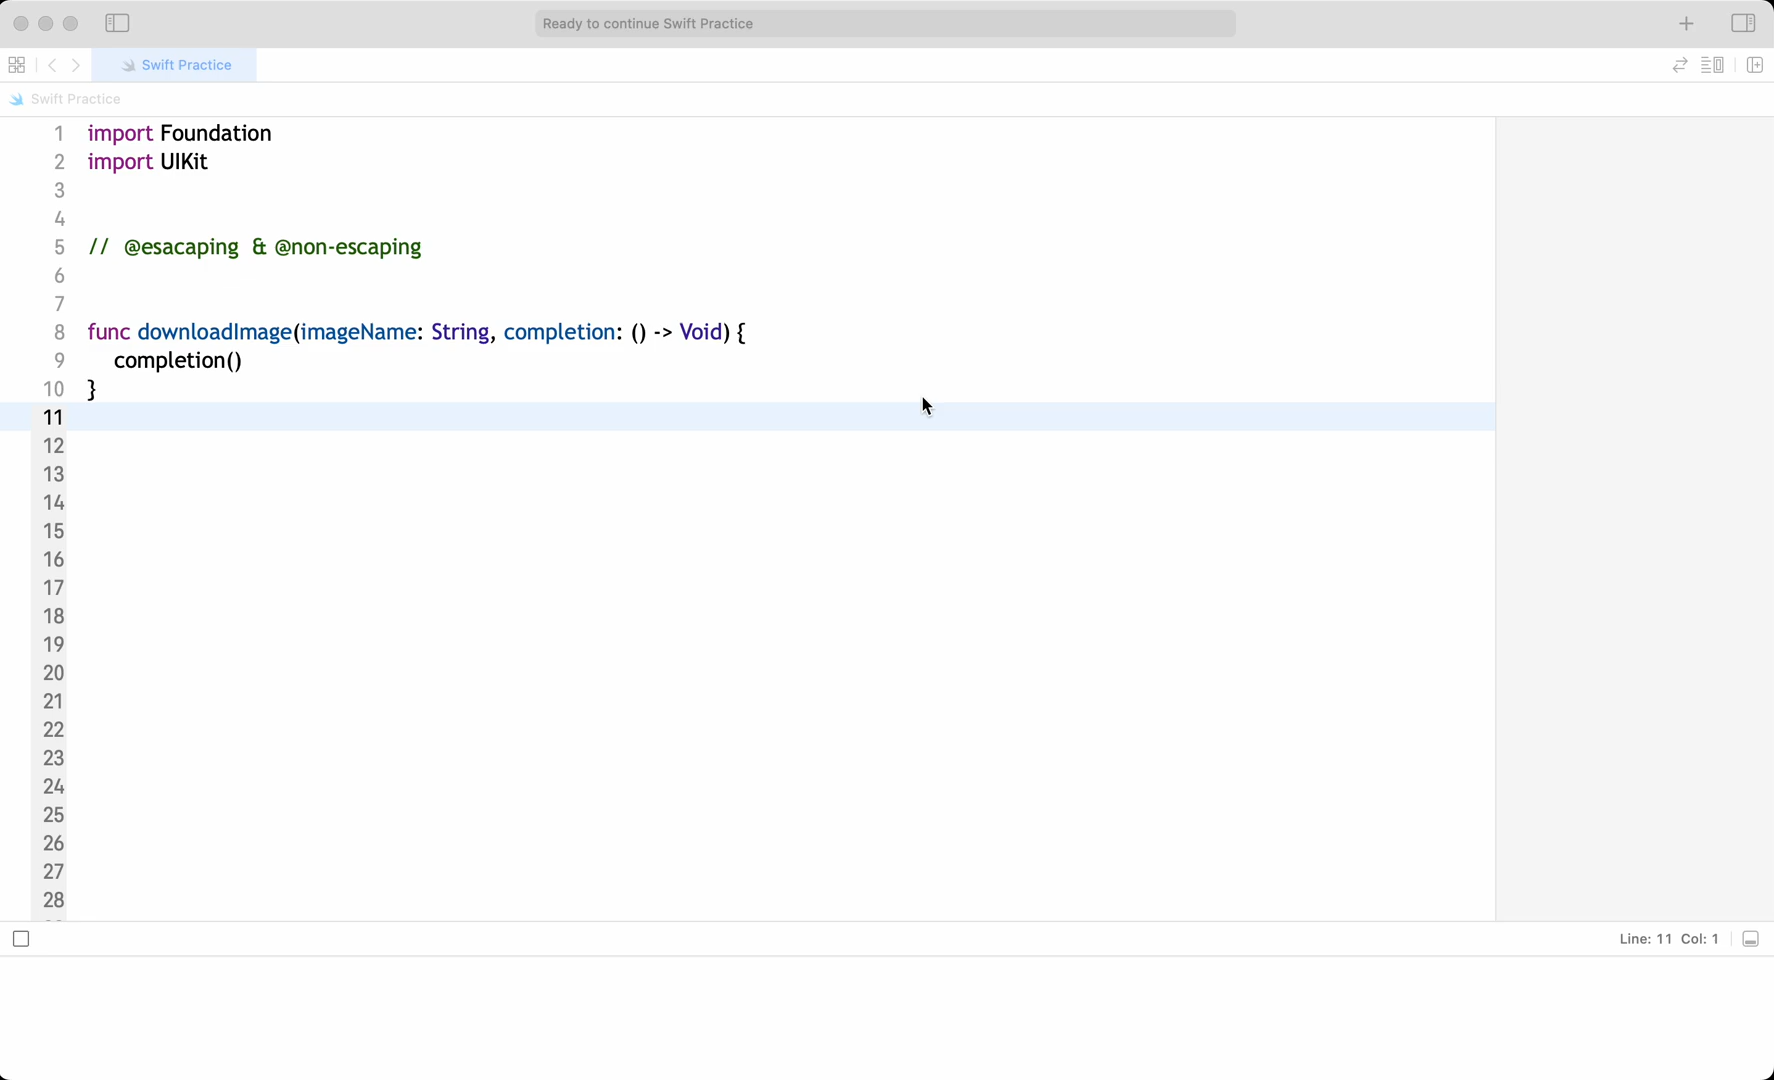 Ready to continue Swift Practice
Swift Practice
Swift Practice
1 import Foundation
2 import UIKit
3
4
5 // @esacaping & @non-escaping
6
7
8 func downloadImage(imageName: String, completion: () -> Void) {
9 completion()
10 }
11
12
13
14
15
16
17
18
19
20
21
22
23
24
25
26
27
28
Line: 11 Col: 1